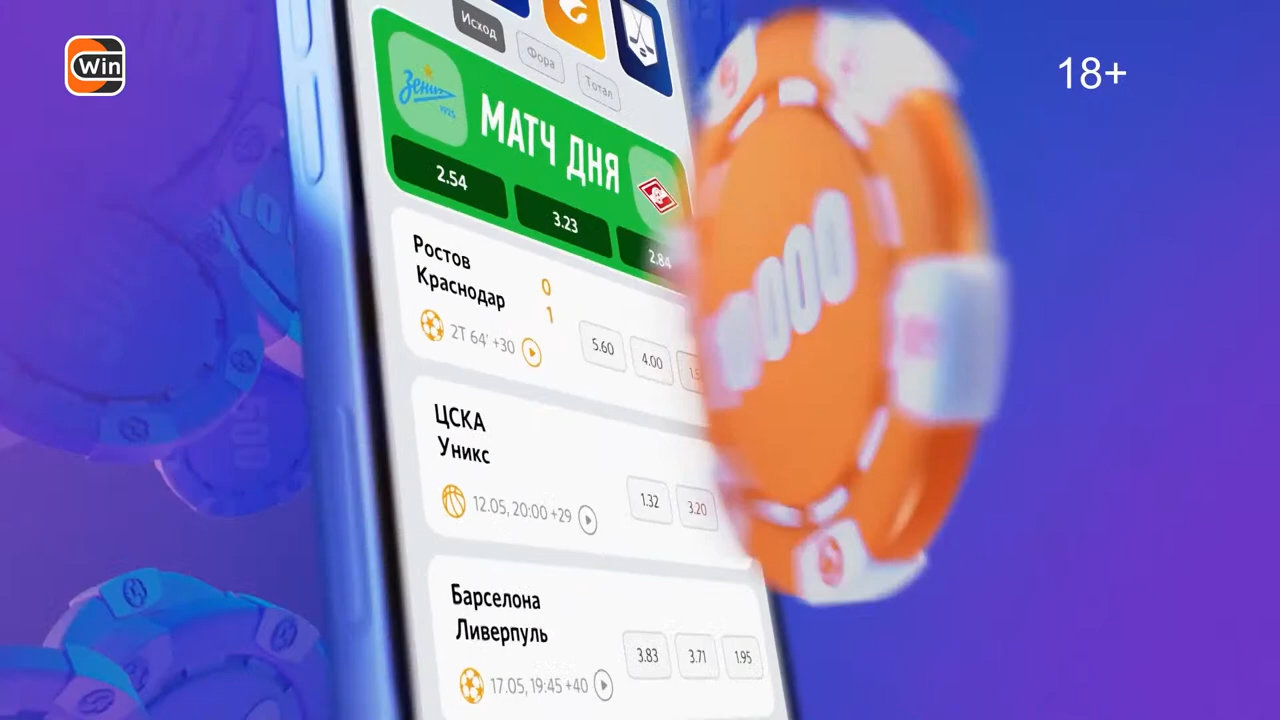 Win
18+
Исход
Фора
Тотал
Зенит
1925
МАТЧ ДНЯ
2.54
3.23
2.84
Ростов
Краснодар
0
1
2Т 64' +30
5.60
4.00
ЦСКА
Уникс
12.05, 20:00 +29
1.32
3.20
Барселона
Ливерпуль
17.05, 19:45 +40
3.83
3.71
1.95